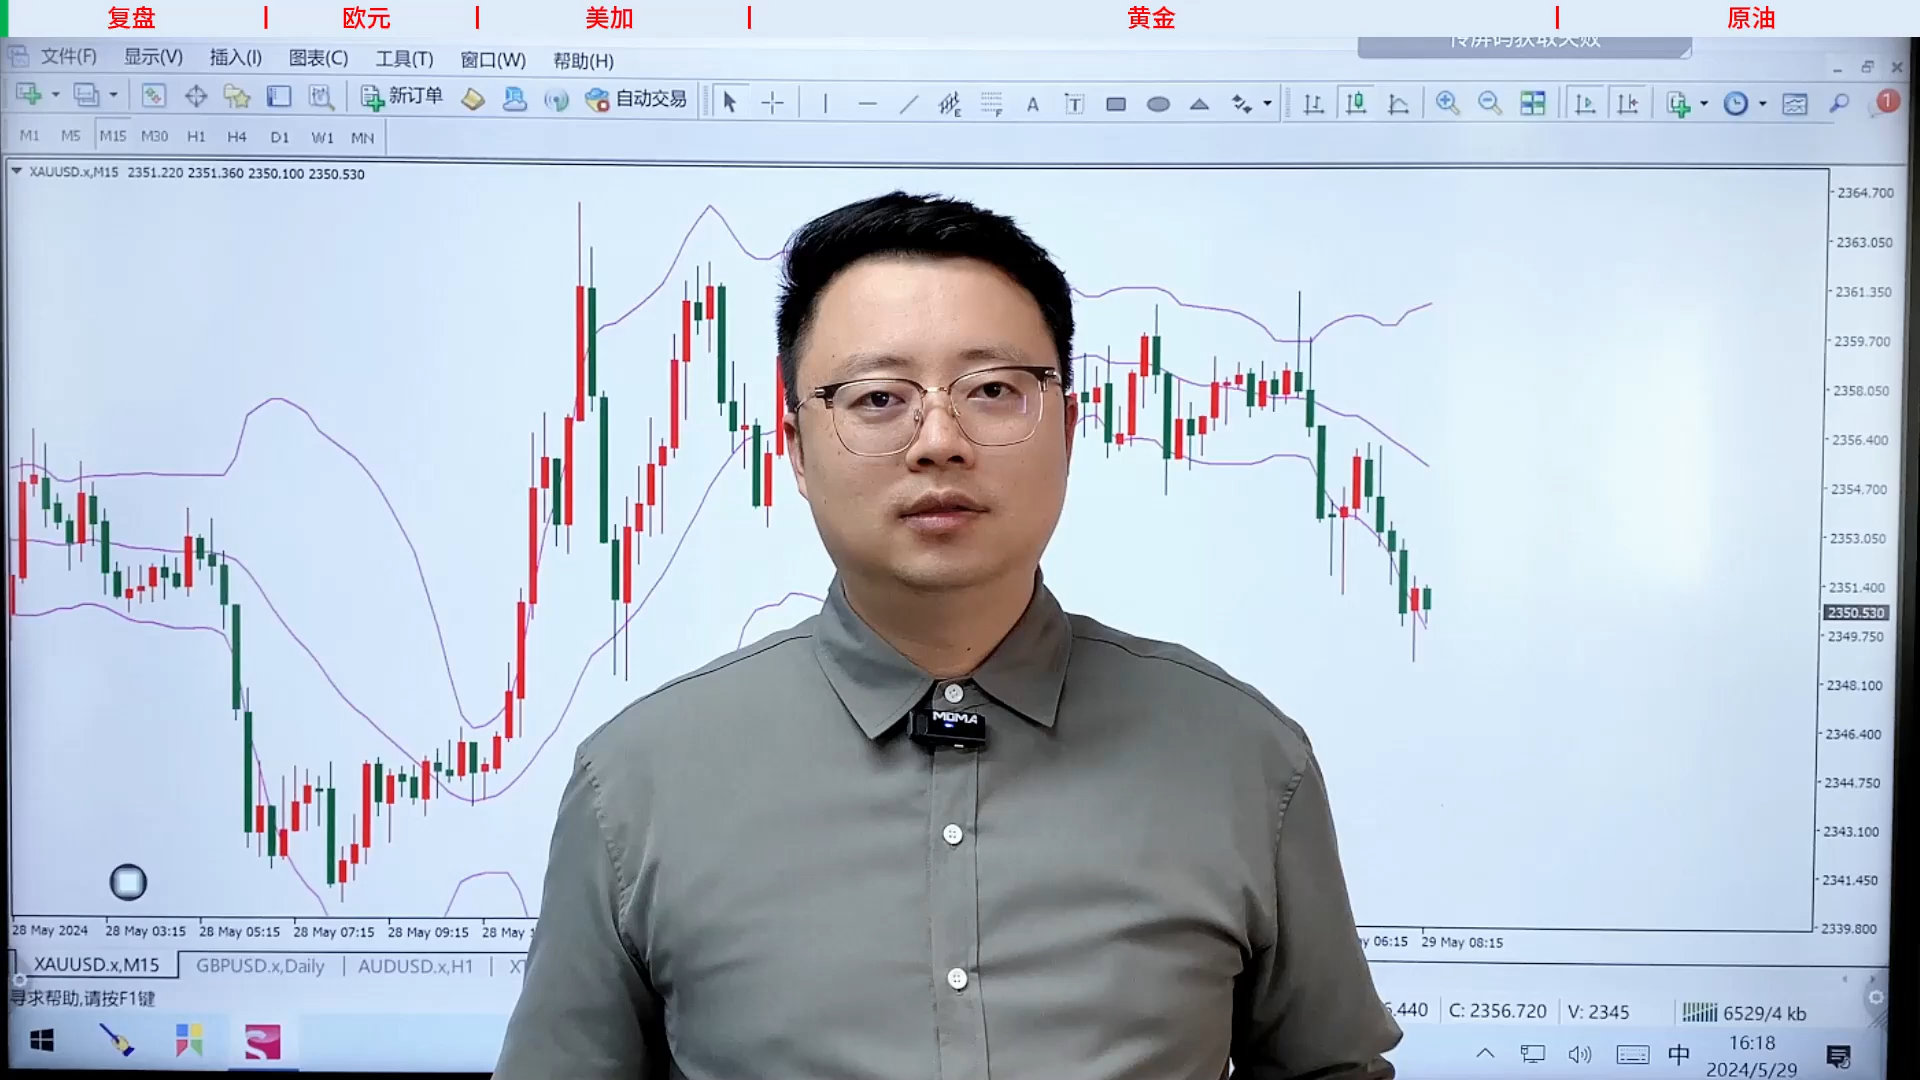 复盘 欧元 美加 黄金 原油
文件(F) 显示(V) 插入(I) 图表(C) 工具(T) 窗口(W) 帮助(H)
新订单 自动交易 1
M1 M5 M15 M30 H1 H4 D1 W1 MN
XAUUSD.x,M15 2351.220 2351.360 2350.100 2350.530
2364.700
2363.050
2361.350
2359.700
2358.050
2356.400
2354.700
2353.050
2351.400
2350.530
2349.750
2348.100
2346.400
2344.750
2343.100
2341.450
2339.800
MOMA
28 May 2024 28 May 03:15 28 May 05:15 28 May 07:15 28 May 09:15 28 May 06:15 29 May 08:15
XAUUSD.x,M15 GBPUSD.x,Daily AUDUSD.x,H1
寻求帮助,请按F1键 C: 2356.720 V: 2345 6529/4 kb
中 16:18
2024/5/29